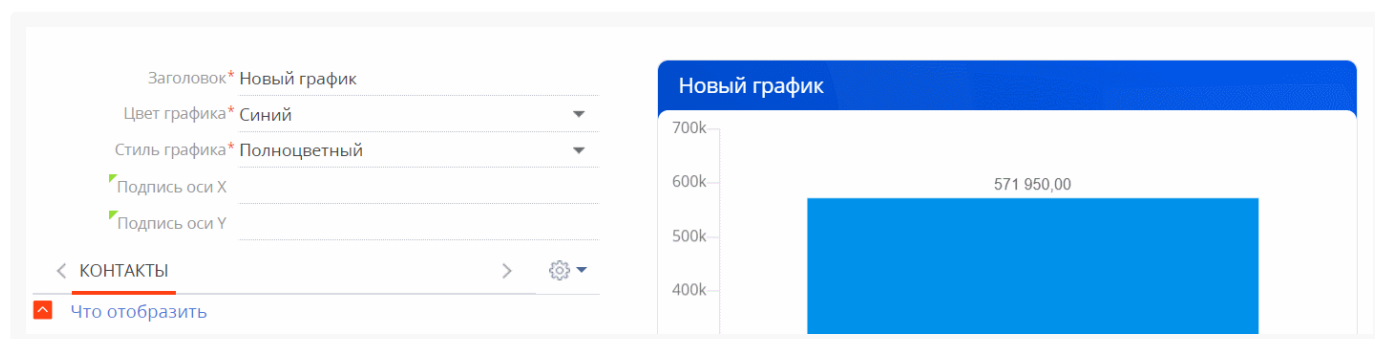 Заголовок* Новый график
Цвет графика* Синий
Стиль графика* Полноцветный
Подпись оси X
Подпись оси Y
КОНТАКТЫ
Что отобразить
Новый график
700k
600k
571 950,00
500k
400k